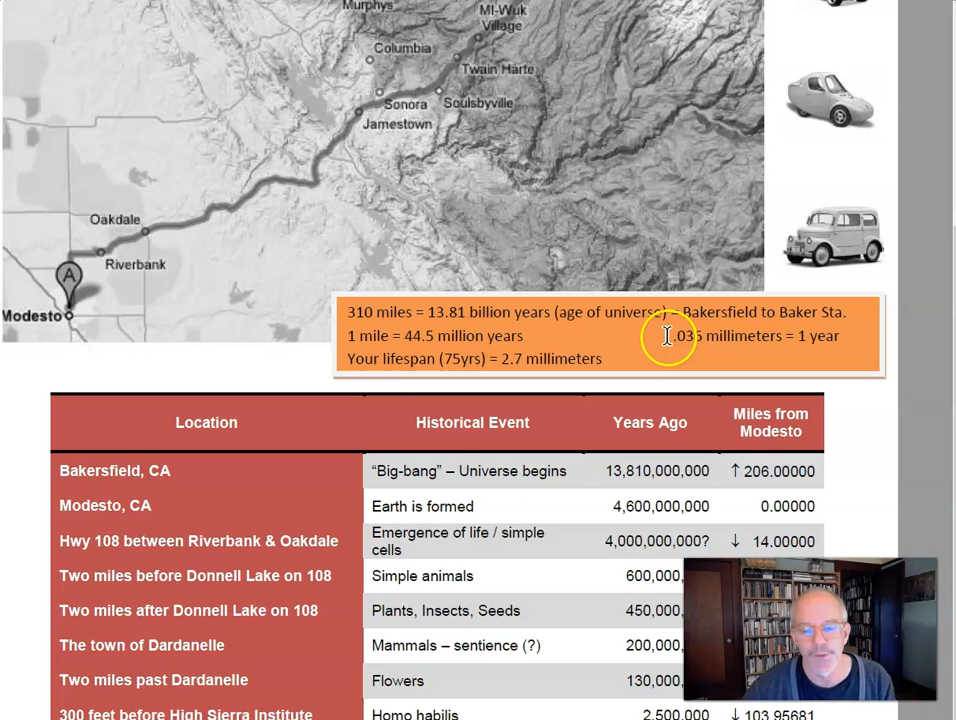 Murphys
MI-Wuk
Village
Columbia
Twain Harte
Sonora
Soulsbyville
Jamestown
Oakdale
Riverbank
A
Modesto
310 miles = 13.81 billion years (age of universe) = Bakersfield to Baker Sta.
1 mile = 44.5 million years .036 millimeters = 1 year
Your lifespan (75yrs) = 2.7 millimeters
Location Historical Event Years Ago Miles from Modesto
Bakersfield, CA “Big-bang” – Universe begins 13,810,000,000 ↑ 206.00000
Modesto, CA Earth is formed 4,600,000,000 0.00000
Hwy 108 between Riverbank & Oakdale Emergence of life / simple cells 4,000,000,000? ↓ 14.00000
Two miles before Donnell Lake on 108 Simple animals 600,000,
Two miles after Donnell Lake on 108 Plants, Insects, Seeds 450,000,
The town of Dardanelle Mammals – sentience (?) 200,000,
Two miles past Dardanelle Flowers 130,000,
300 feet before High Sierra Institute Homo habilis 2,500,000 ↓ 103.95681